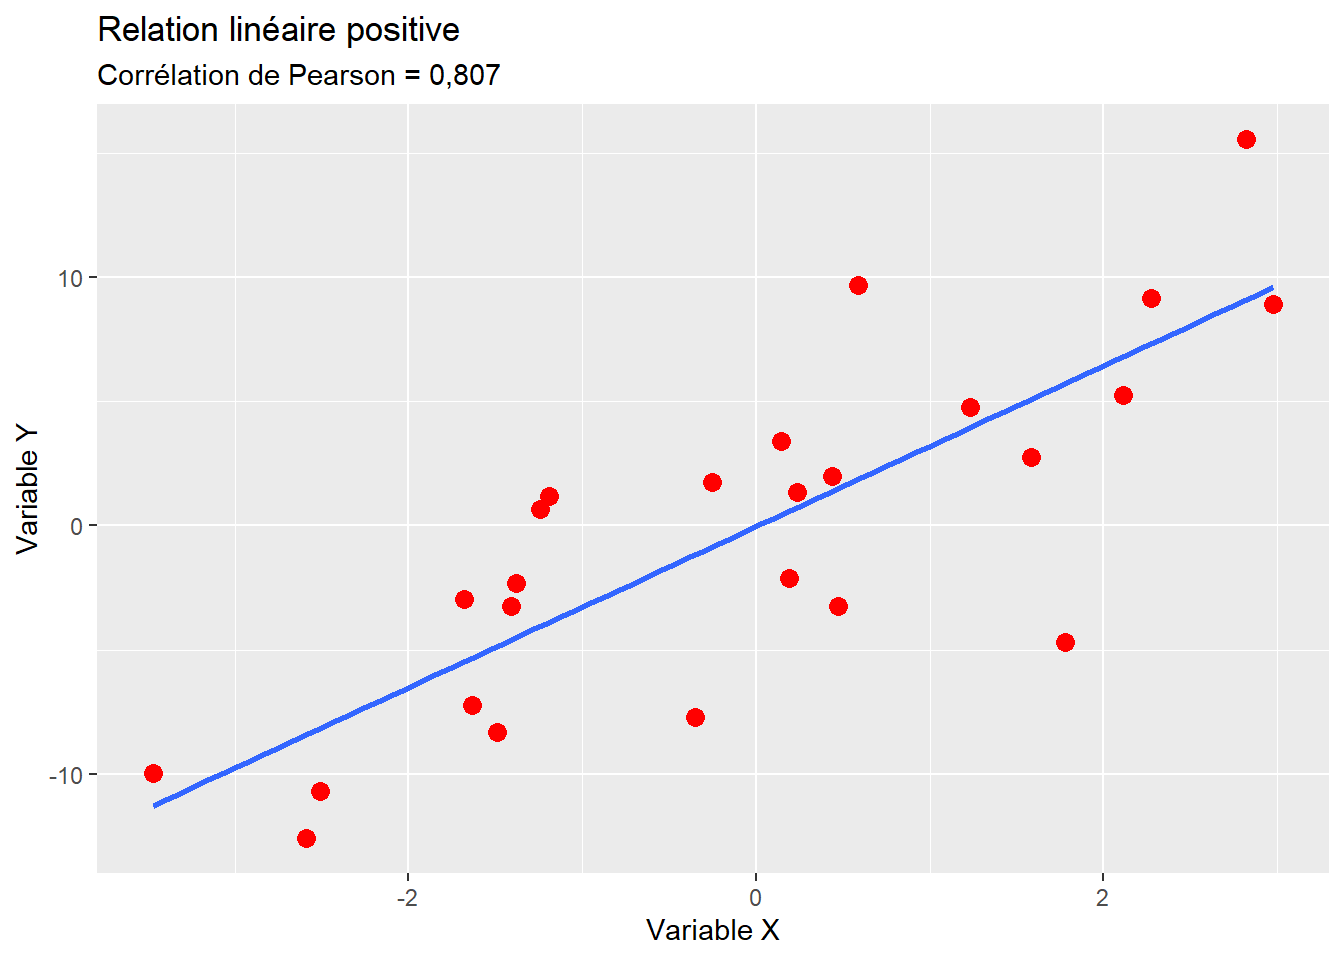 Relation linéaire positive
Corrélation de Pearson = 0,807
10
0
-10
Variable Y
-2
0
2
Variable X